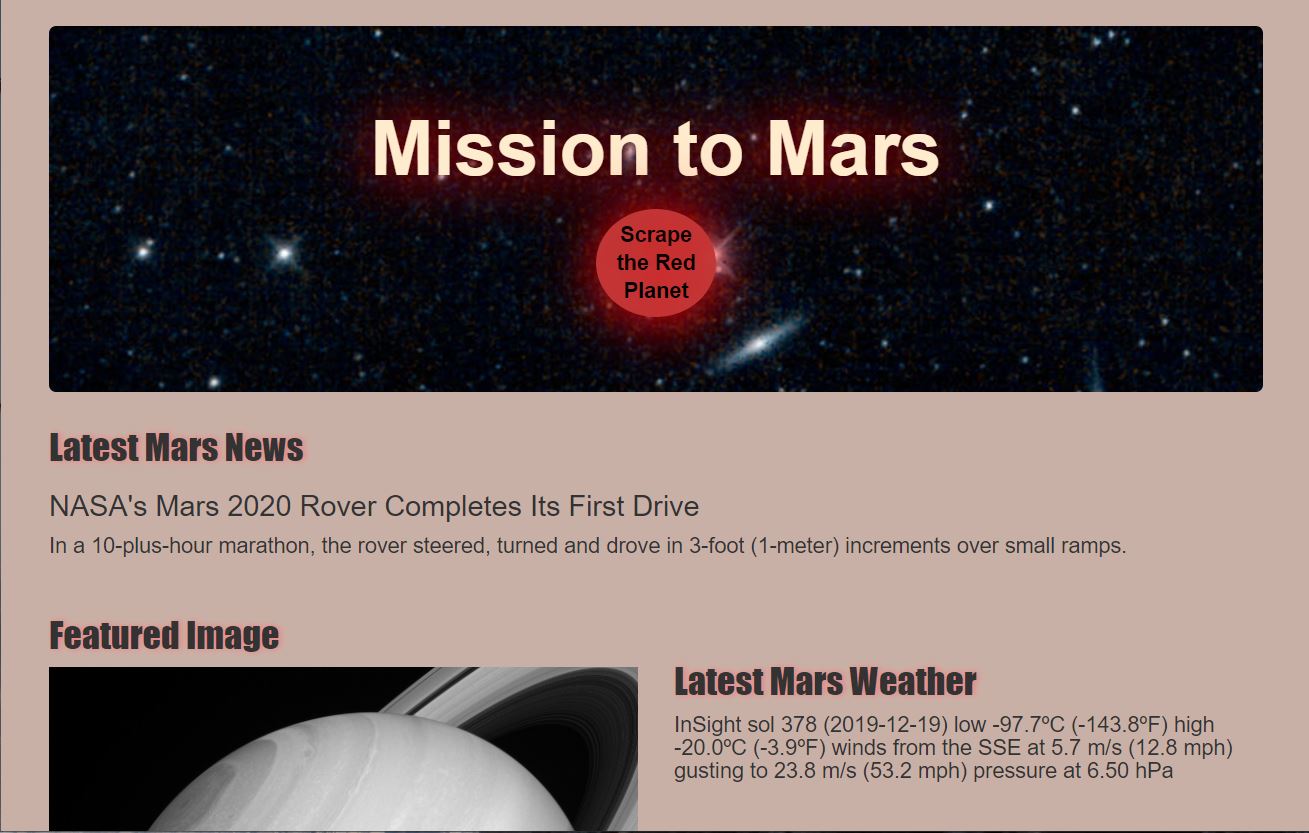 Mission to Mars
Scrape
the Red
Planet
Latest Mars News
NASA's Mars 2020 Rover Completes Its First Drive
In a 10-plus-hour marathon, the rover steered, turned and drove in 3-foot (1-meter) increments over small ramps.
Featured Image
Latest Mars Weather
InSight sol 378 (2019-12-19) low -97.7ºC (-143.8ºF) high
-20.0ºC (-3.9ºF) winds from the SSE at 5.7 m/s (12.8 mph)
gusting to 23.8 m/s (53.2 mph) pressure at 6.50 hPa